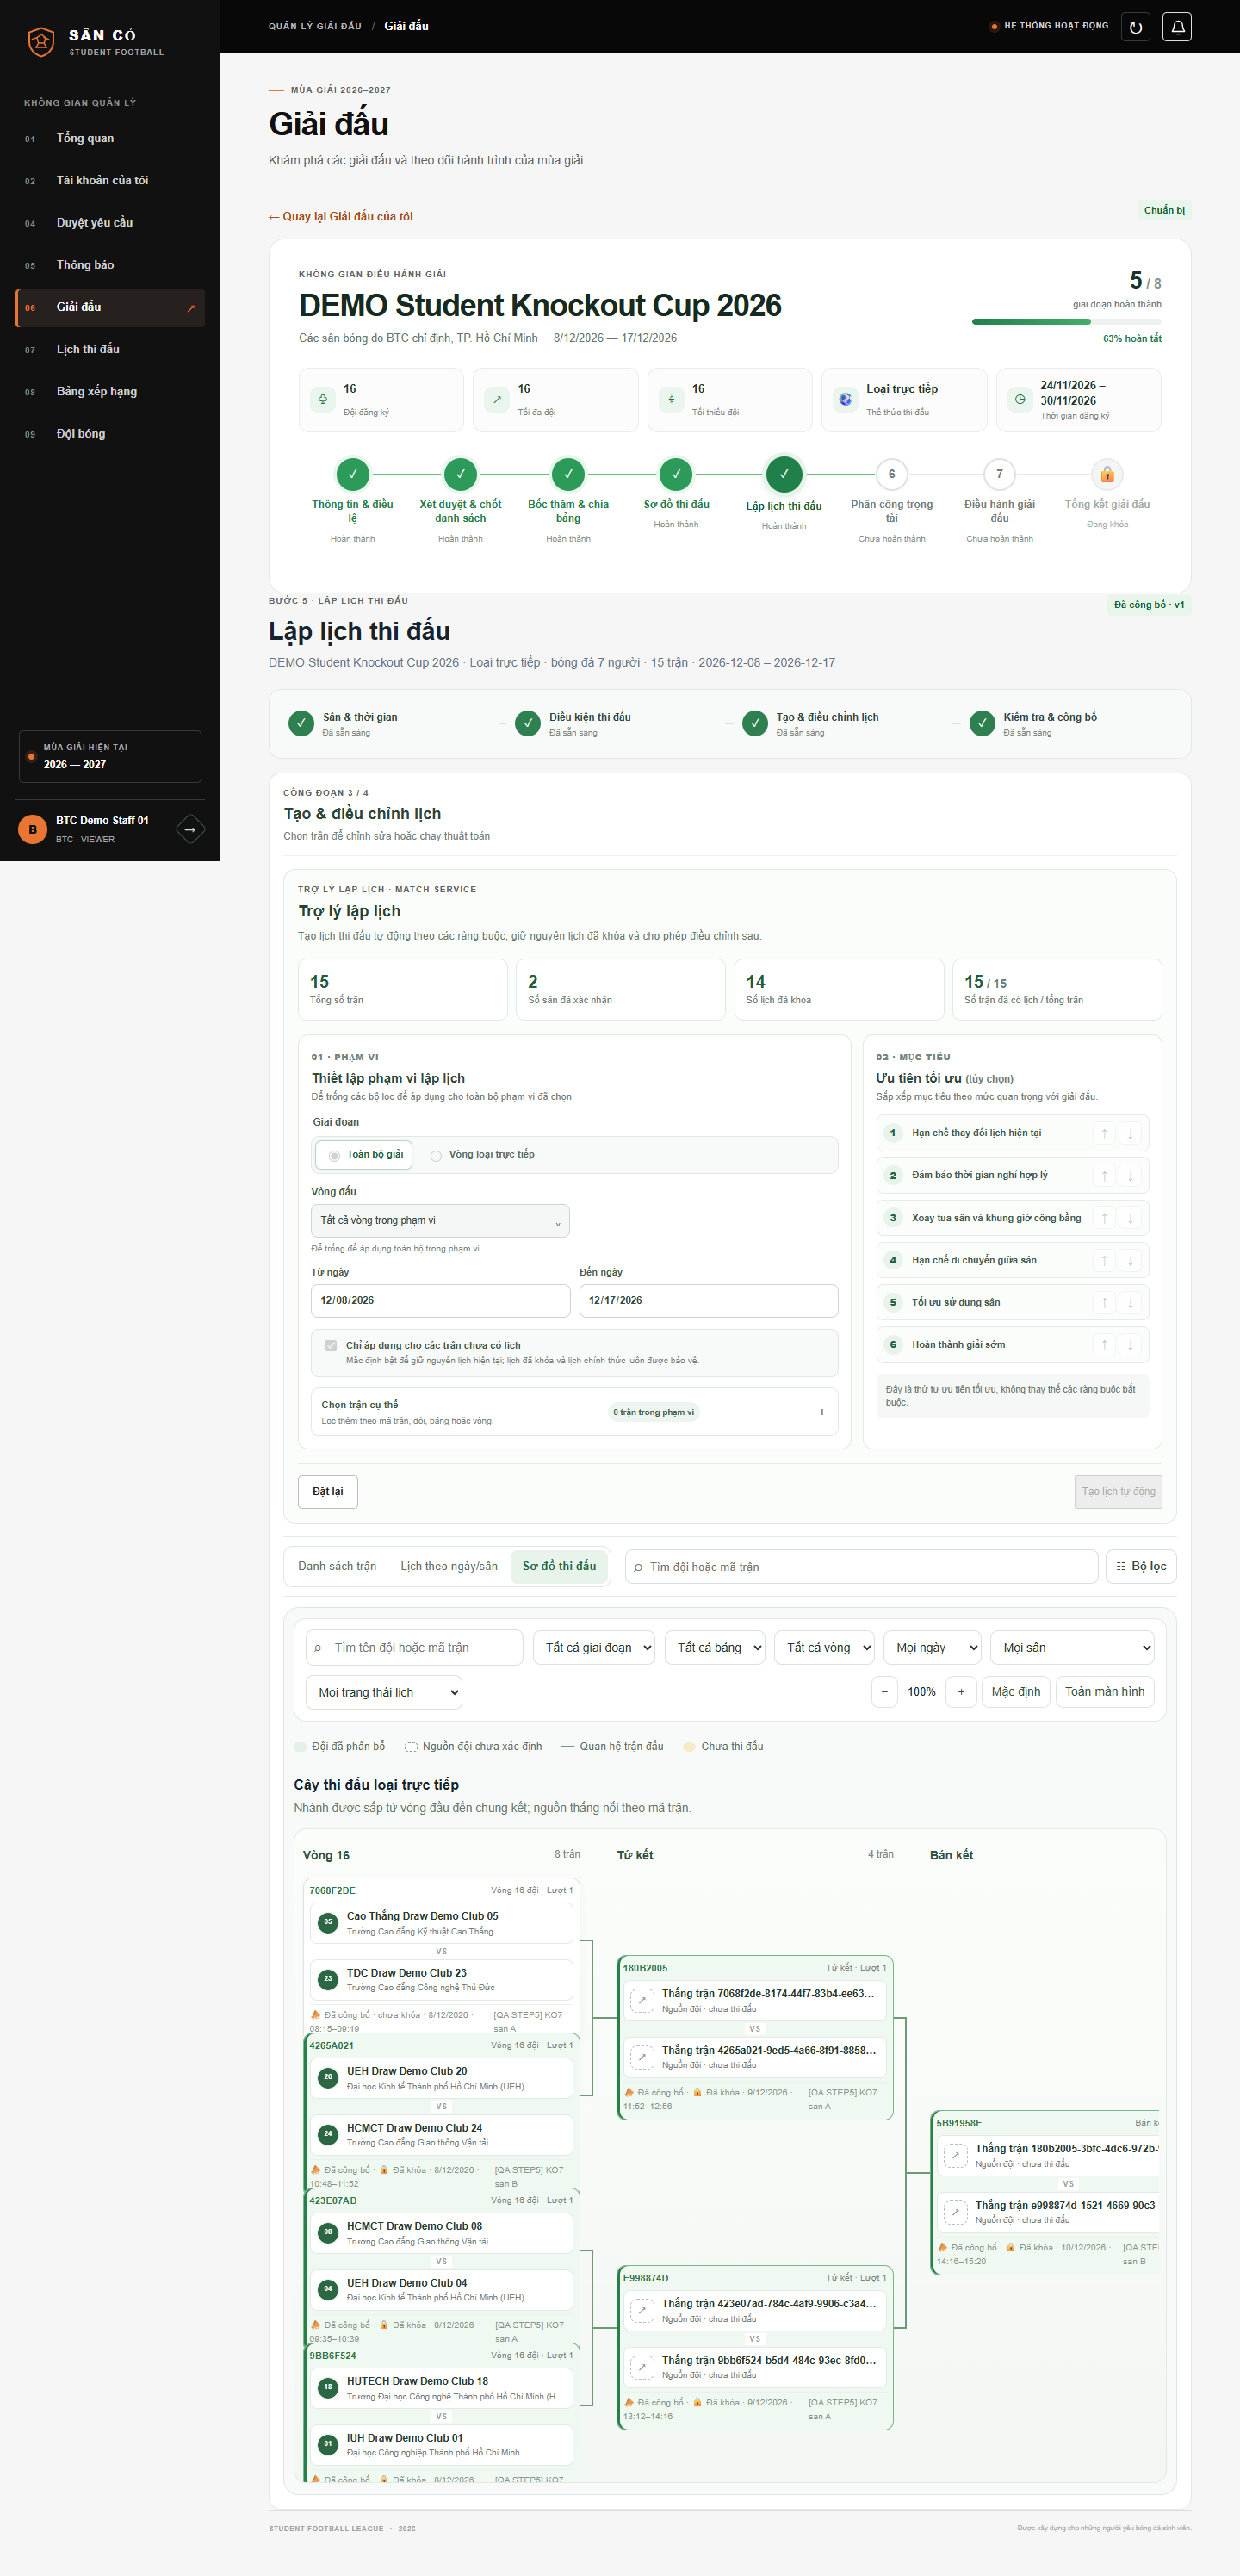 SÂN CỎ
STUDENT FOOTBALL
KHÔNG GIAN QUẢN LÝ
01 Tổng quan
02 Tài khoản của tôi
04 Duyệt yêu cầu
05 Thông báo
06 Giải đấu ↗
07 Lịch thi đấu
08 Bảng xếp hạng
09 Đội bóng
MÙA GIẢI HIỆN TẠI
2026 — 2027
B
BTC Demo Staff 01
BTC · VIEWER
→
QUẢN LÝ GIẢI ĐẤU / Giải đấu
HỆ THỐNG HOẠT ĐỘNG
MÙA GIẢI 2026–2027
Giải đấu
Khám phá các giải đấu và theo dõi hành trình của mùa giải.
← Quay lại Giải đấu của tôi
Chuẩn bị
KHÔNG GIAN ĐIỀU HÀNH GIẢI
DEMO Student Knockout Cup 2026
Các sân bóng do BTC chỉ định, TP. Hồ Chí Minh · 8/12/2026 — 17/12/2026
5 / 8
giai đoạn hoàn thành
63% hoàn tất
16
Đội đăng ký
16
Tối đa đội
16
Tối thiểu đội
Loại trực tiếp
Thể thức thi đấu
24/11/2026 –
30/11/2026
Thời gian đăng ký
✓ ✓ ✓ ✓ ✓ 6 7
Thông tin & điều lệ
Hoàn thành
Xét duyệt & chốt danh sách
Hoàn thành
Bốc thăm & chia bảng
Hoàn thành
Sơ đồ thi đấu
Hoàn thành
Lập lịch thi đấu
Hoàn thành
Phân công trọng tài
Chưa hoàn thành
Điều hành giải đấu
Chưa hoàn thành
Tổng kết giải đấu
Đang khóa
BƯỚC 5 · LẬP LỊCH THI ĐẤU
Đã công bố · v1
Lập lịch thi đấu
DEMO Student Knockout Cup 2026 · Loại trực tiếp · bóng đá 7 người · 15 trận · 2026-12-08 – 2026-12-17
✓ Sân & thời gian
Đã sẵn sàng
✓ Điều kiện thi đấu
Đã sẵn sàng
✓ Tạo & điều chỉnh lịch
Đã sẵn sàng
✓ Kiểm tra & công bố
Đã sẵn sàng
CÔNG ĐOẠN 3 / 4
Tạo & điều chỉnh lịch
Chọn trận để chỉnh sửa hoặc chạy thuật toán
TRỢ LÝ LẬP LỊCH · MATCH SERVICE
Trợ lý lập lịch
Tạo lịch thi đấu tự động theo các ràng buộc, giữ nguyên lịch đã khóa và cho phép điều chỉnh sau.
15
Tổng số trận
2
Số sân đã xác nhận
14
Số lịch đã khóa
15 / 15
Số trận đã có lịch / tổng trận
01 · PHẠM VI
Thiết lập phạm vi lập lịch
Để trống các bộ lọc để áp dụng cho toàn bộ phạm vi đã chọn.
Giai đoạn
Toàn bộ giải
Vòng loại trực tiếp
Vòng đấu
Tất cả vòng trong phạm vi
Để trống để áp dụng toàn bộ trong phạm vi.
Từ ngày
Đến ngày
12/08/2026
12/17/2026
Chỉ áp dụng cho các trận chưa có lịch
Mặc định bật để giữ nguyên lịch hiện tại; lịch đã khóa và lịch chính thức luôn được bảo vệ.
Chọn trận cụ thể
Lọc thêm theo mã trận, đội, bảng hoặc vòng.
0 trận trong phạm vi
+
02 · MỤC TIÊU
Ưu tiên tối ưu (tùy chọn)
Sắp xếp mục tiêu theo mức quan trọng với giải đấu.
1 Hạn chế thay đổi lịch hiện tại ↑ ↓
2 Đảm bảo thời gian nghỉ hợp lý ↑ ↓
3 Xoay tua sân và khung giờ công bằng ↑ ↓
4 Hạn chế di chuyển giữa sân ↑ ↓
5 Tối ưu sử dụng sân ↑ ↓
6 Hoàn thành giải sớm ↑ ↓
Đây là thứ tự ưu tiên tối ưu, không thay thế các ràng buộc bắt
buộc.
Đặt lại
Tạo lịch tự động
Danh sách trận
Lịch theo ngày/sân
Sơ đồ thi đấu
Tìm đội hoặc mã trận
Bộ lọc
Tìm tên đội hoặc mã trận
Tất cả giai đoạn
Tất cả bảng
Tất cả vòng
Mọi ngày
Mọi sân
Mọi trạng thái lịch
− 100% +
Mặc định
Toàn màn hình
Đội đã phân bổ
Nguồn đội chưa xác định
Quan hệ trận đấu
Chưa thi đấu
Cây thi đấu loại trực tiếp
Nhánh được sắp từ vòng đầu đến chung kết; nguồn thắng nối theo mã trận.
Vòng 16 8 trận
7068F2DE Vòng 16 đội · Lượt 1
05 Cao Thắng Draw Demo Club 05
Trường Cao đẳng Kỹ thuật Cao Thắng
VS
23 TDC Draw Demo Club 23
Trường Cao đẳng Công nghệ Thủ Đức
Đã công bố · chưa khóa · 8/12/2026 · [QA STEP5] KO7
08:15–09:19 san A
4265A021 Vòng 16 đội · Lượt 1
20 UEH Draw Demo Club 20
Đại học Kinh tế Thành phố Hồ Chí Minh (UEH)
VS
24 HCMCT Draw Demo Club 24
Trường Cao đẳng Giao thông Vận tải
Đã công bố · Đã khóa · 8/12/2026 · [QA STEP5] KO7
10:48–11:52 san B
423E07AD Vòng 16 đội · Lượt 1
08 HCMCT Draw Demo Club 08
Trường Cao đẳng Giao thông Vận tải
VS
04 UEH Draw Demo Club 04
Đại học Kinh tế Thành phố Hồ Chí Minh (UEH)
Đã công bố · Đã khóa · 8/12/2026 · [QA STEP5] KO7
09:35–10:39 san A
9BB6F524 Vòng 16 đội · Lượt 1
18 HUTECH Draw Demo Club 18
Trường Đại học Công nghệ Thành phố Hồ Chí Minh (H...
VS
01 IUH Draw Demo Club 01
Đại học Công nghiệp Thành phố Hồ Chí Minh
Đã công bố · Đã khóa · 8/12/2026 · [QA STEP5] KO7
Tứ kết 4 trận
180B2005 Tứ kết · Lượt 1
Thắng trận 7068f2de-8174-44f7-83b4-ee63...
Nguồn đội · chưa thi đấu
VS
Thắng trận 4265a021-9ed5-4a66-8f91-8858...
Nguồn đội · chưa thi đấu
Đã công bố · Đã khóa · 9/12/2026 · [QA STEP5] KO7
11:52–12:56 san A
E998874D Tứ kết · Lượt 1
Thắng trận 423e07ad-784c-4af9-9906-c3a4...
Nguồn đội · chưa thi đấu
VS
Thắng trận 9bb6f524-b5d4-484c-93ec-8fd0...
Nguồn đội · chưa thi đấu
Đã công bố · Đã khóa · 9/12/2026 · [QA STEP5] KO7
13:12–14:16 san A
Bán kết
5B91958E Bán k
Thắng trận 180b2005-3bfc-4dc6-972b-
Nguồn đội · chưa thi đấu
VS
Thắng trận e998874d-1521-4669-90c3-
Nguồn đội · chưa thi đấu
Đã công bố · Đã khóa · 10/12/2026 · [QA STE
14:16–15:20 san B
STUDENT FOOTBALL LEAGUE • 2026
Được xây dựng cho những người yêu bóng đá sinh viên.